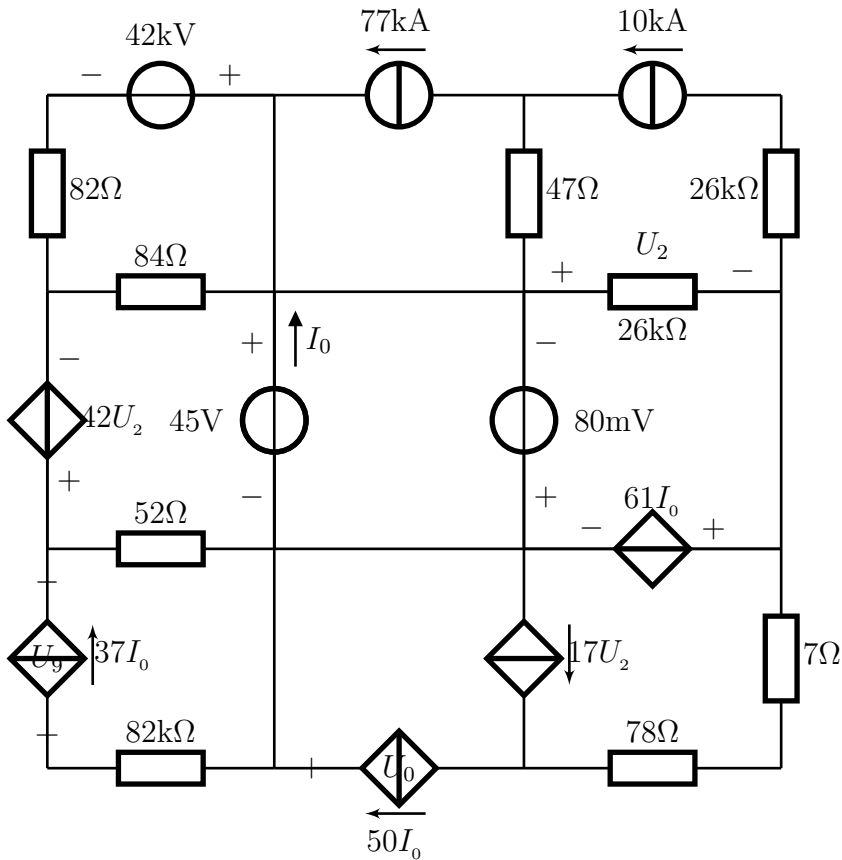 42kV
77kA
10kA
− +
82Ω
47Ω
26kΩ
84Ω
U₂
+ −
26kΩ
− + −
I₀
42U₂
45V
80mV
+ − +
52Ω
61I₀
− +
+
U₉
37I₀
17U₂
7Ω
−
82kΩ
78Ω
+
U₀
50I₀